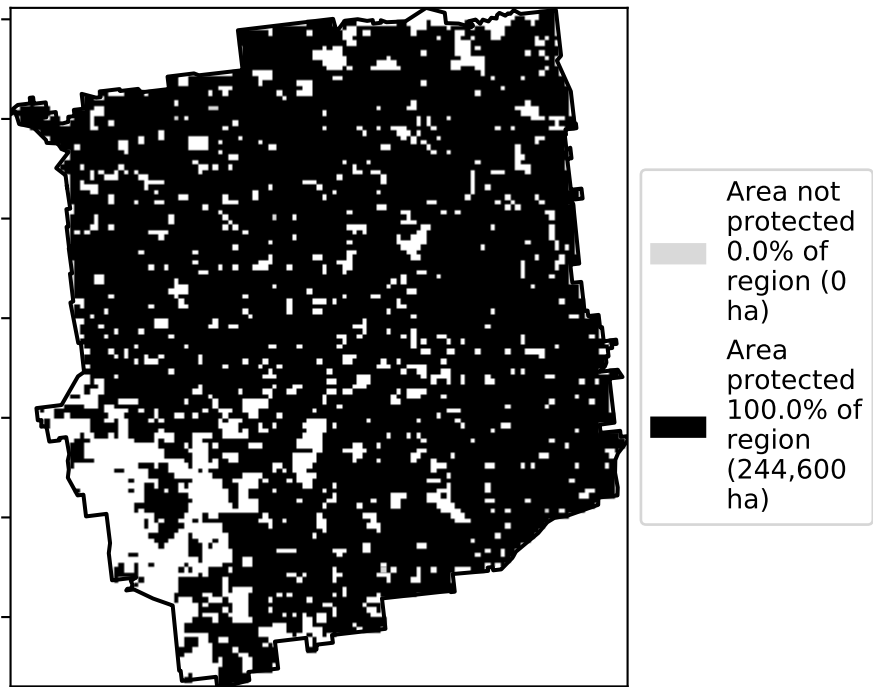 Area not
protected
0.0% of
region (0
ha)
Area
protected
100.0% of
region
(244,600
ha)